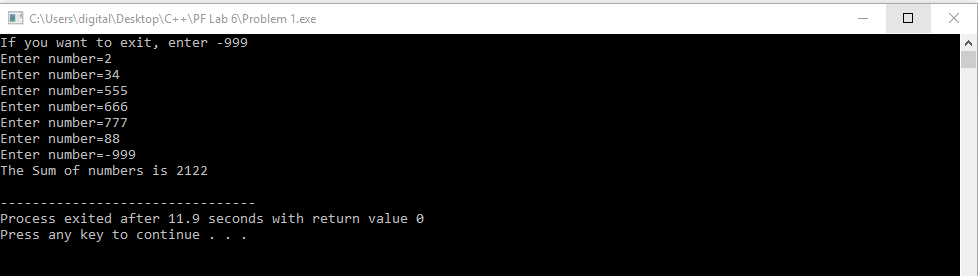 C:\Users\digital\Desktop\C++\PF Lab 6\Problem 1.exe
If you want to exit, enter -999
Enter number=2
Enter number=34
Enter number=555
Enter number=666
Enter number=777
Enter number=88
Enter number=-999
The Sum of numbers is 2122
--------------------------------
Process exited after 11.9 seconds with return value 0
Press any key to continue . . .